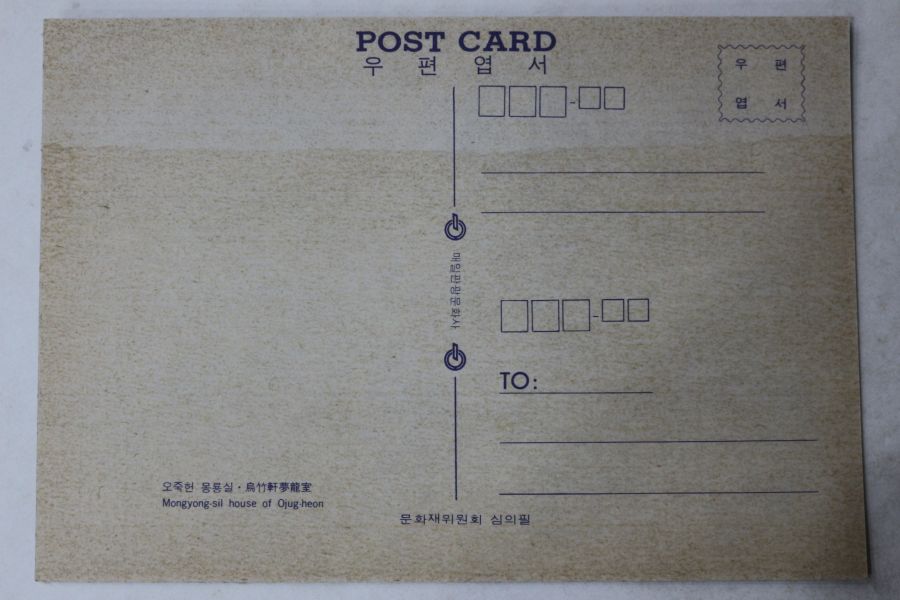 POST CARD
우 편 엽 서
우 편
엽 서
매일관광문화사
TO:
오죽헌 몽룡실·烏竹軒夢龍室
Mongyong-sil house of Ojug-heon
문화재위원회 심의필